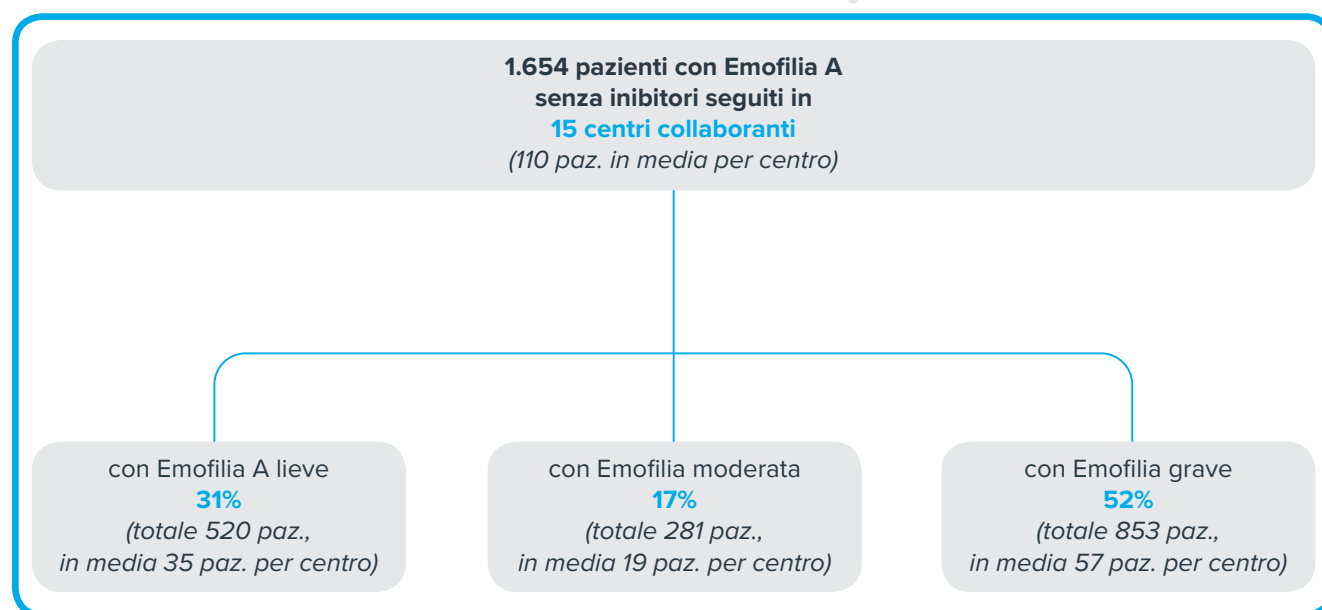 1.654 pazienti con Emofilia A
senza inibitori seguiti in
15 centri collaboranti
(110 paz. in media per centro)
con Emofilia A lieve
31%
(totale 520 paz.,
in media 35 paz. per centro)
con Emofilia moderata
17%
(totale 281 paz.,
in media 19 paz. per centro)
con Emofilia grave
52%
(totale 853 paz.,
in media 57 paz. per centro)